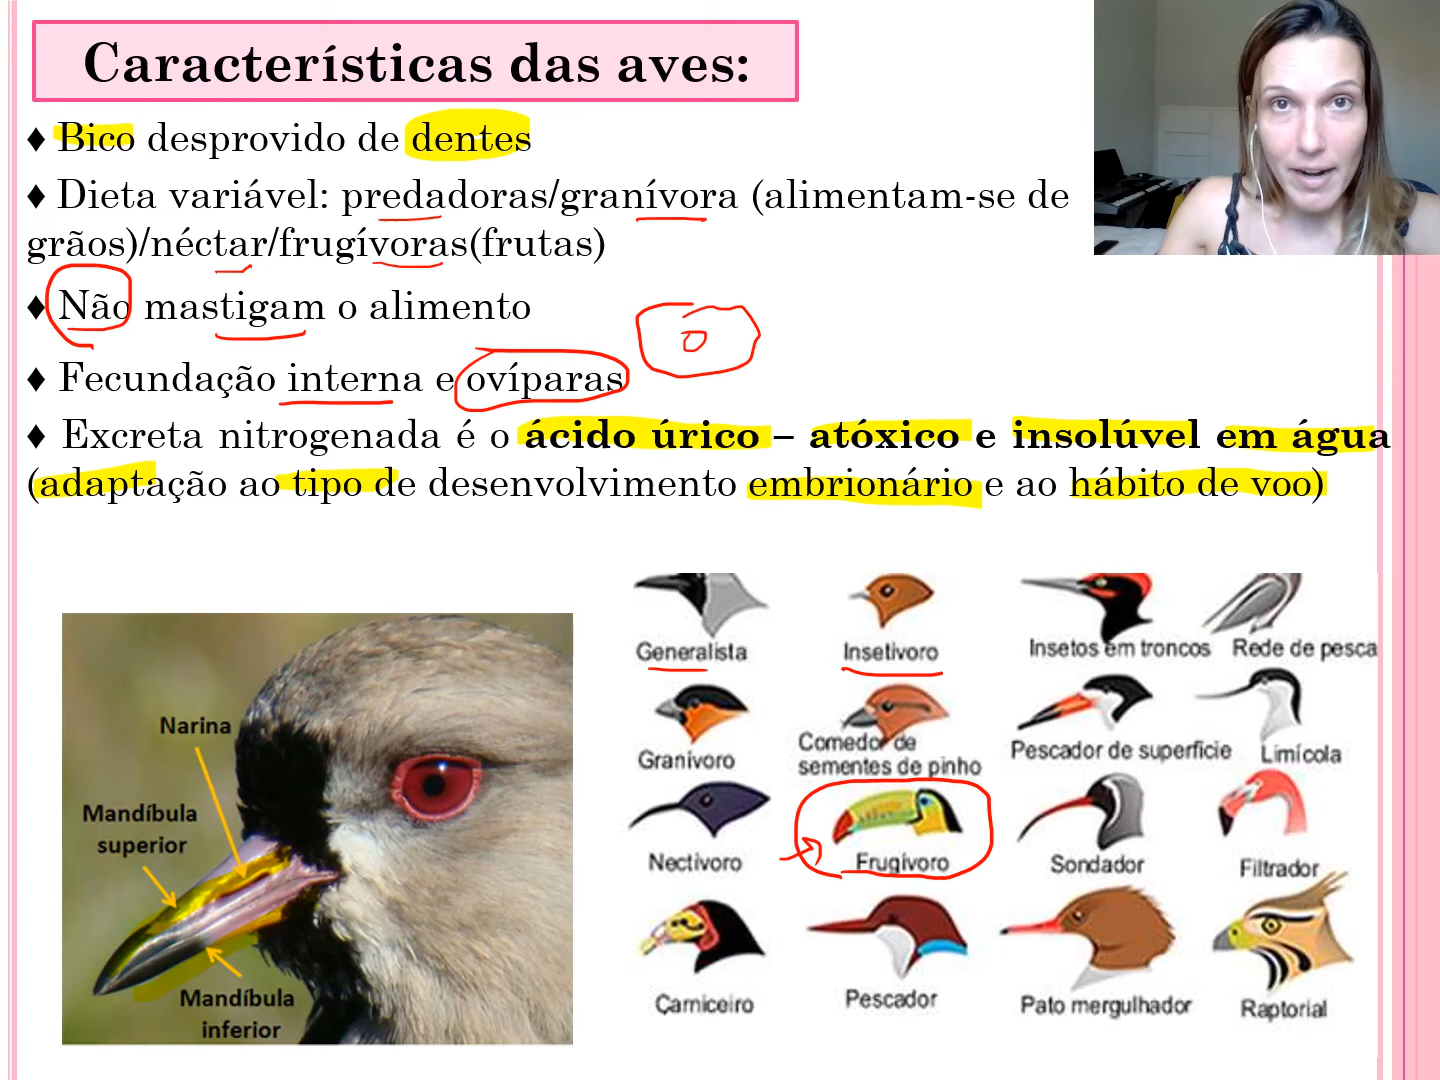 Características das aves:
♦ Bico desprovido de dentes
♦ Dieta variável: predadoras/granívora (alimentam-se de
grãos)/néctar/frugívoras(frutas)
♦ Não mastigam o alimento
♦ Fecundação interna e ovíparas
♦ Excreta nitrogenada é o ácido úrico – atóxico e insolúvel em água
(adaptação ao tipo de desenvolvimento embrionário e ao hábito de voo)
Narina
Mandíbula
superior
Mandíbula
inferior
Generalista
Insetívoro
Insetos em troncos
Rede de pesca
Granívoro
Comedor de
sementes de pinho
Pescador de superfície
Limícola
Nectívoro
Frugívoro
Sondador
Filtrador
Carniceiro
Pescador
Pato mergulhador
Raptorial